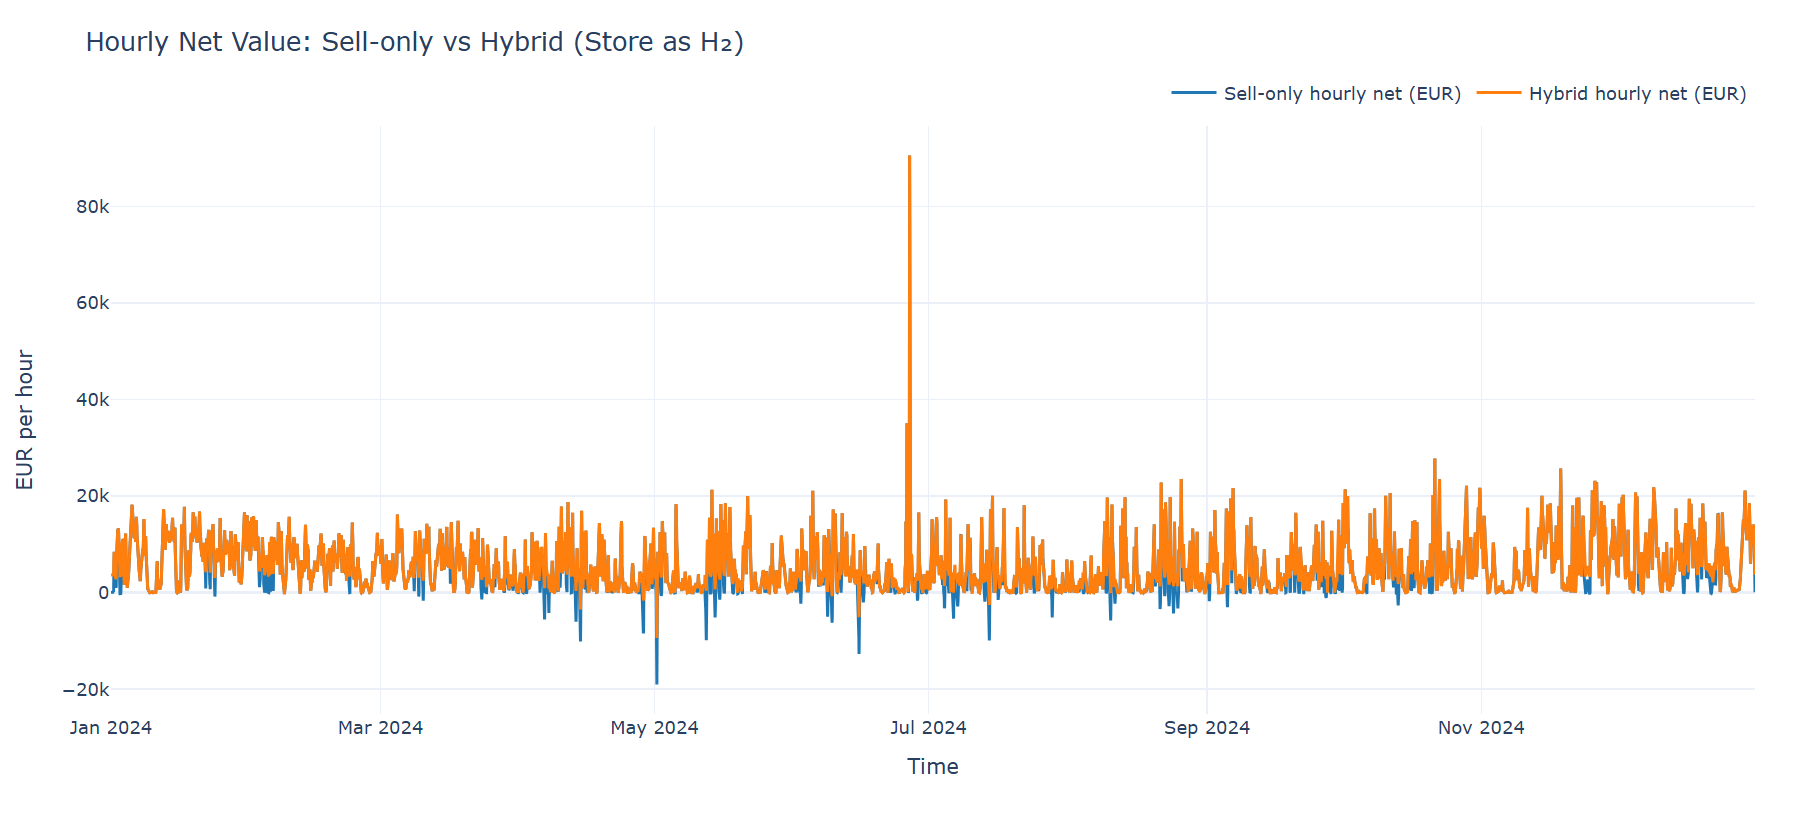 Hourly Net Value: Sell-only vs Hybrid (Store as H₂)
Sell-only hourly net (EUR) Hybrid hourly net (EUR)
EUR per hour
80k
60k
40k
20k
0
−20k
Jan 2024 Mar 2024 May 2024 Jul 2024 Sep 2024 Nov 2024
Time